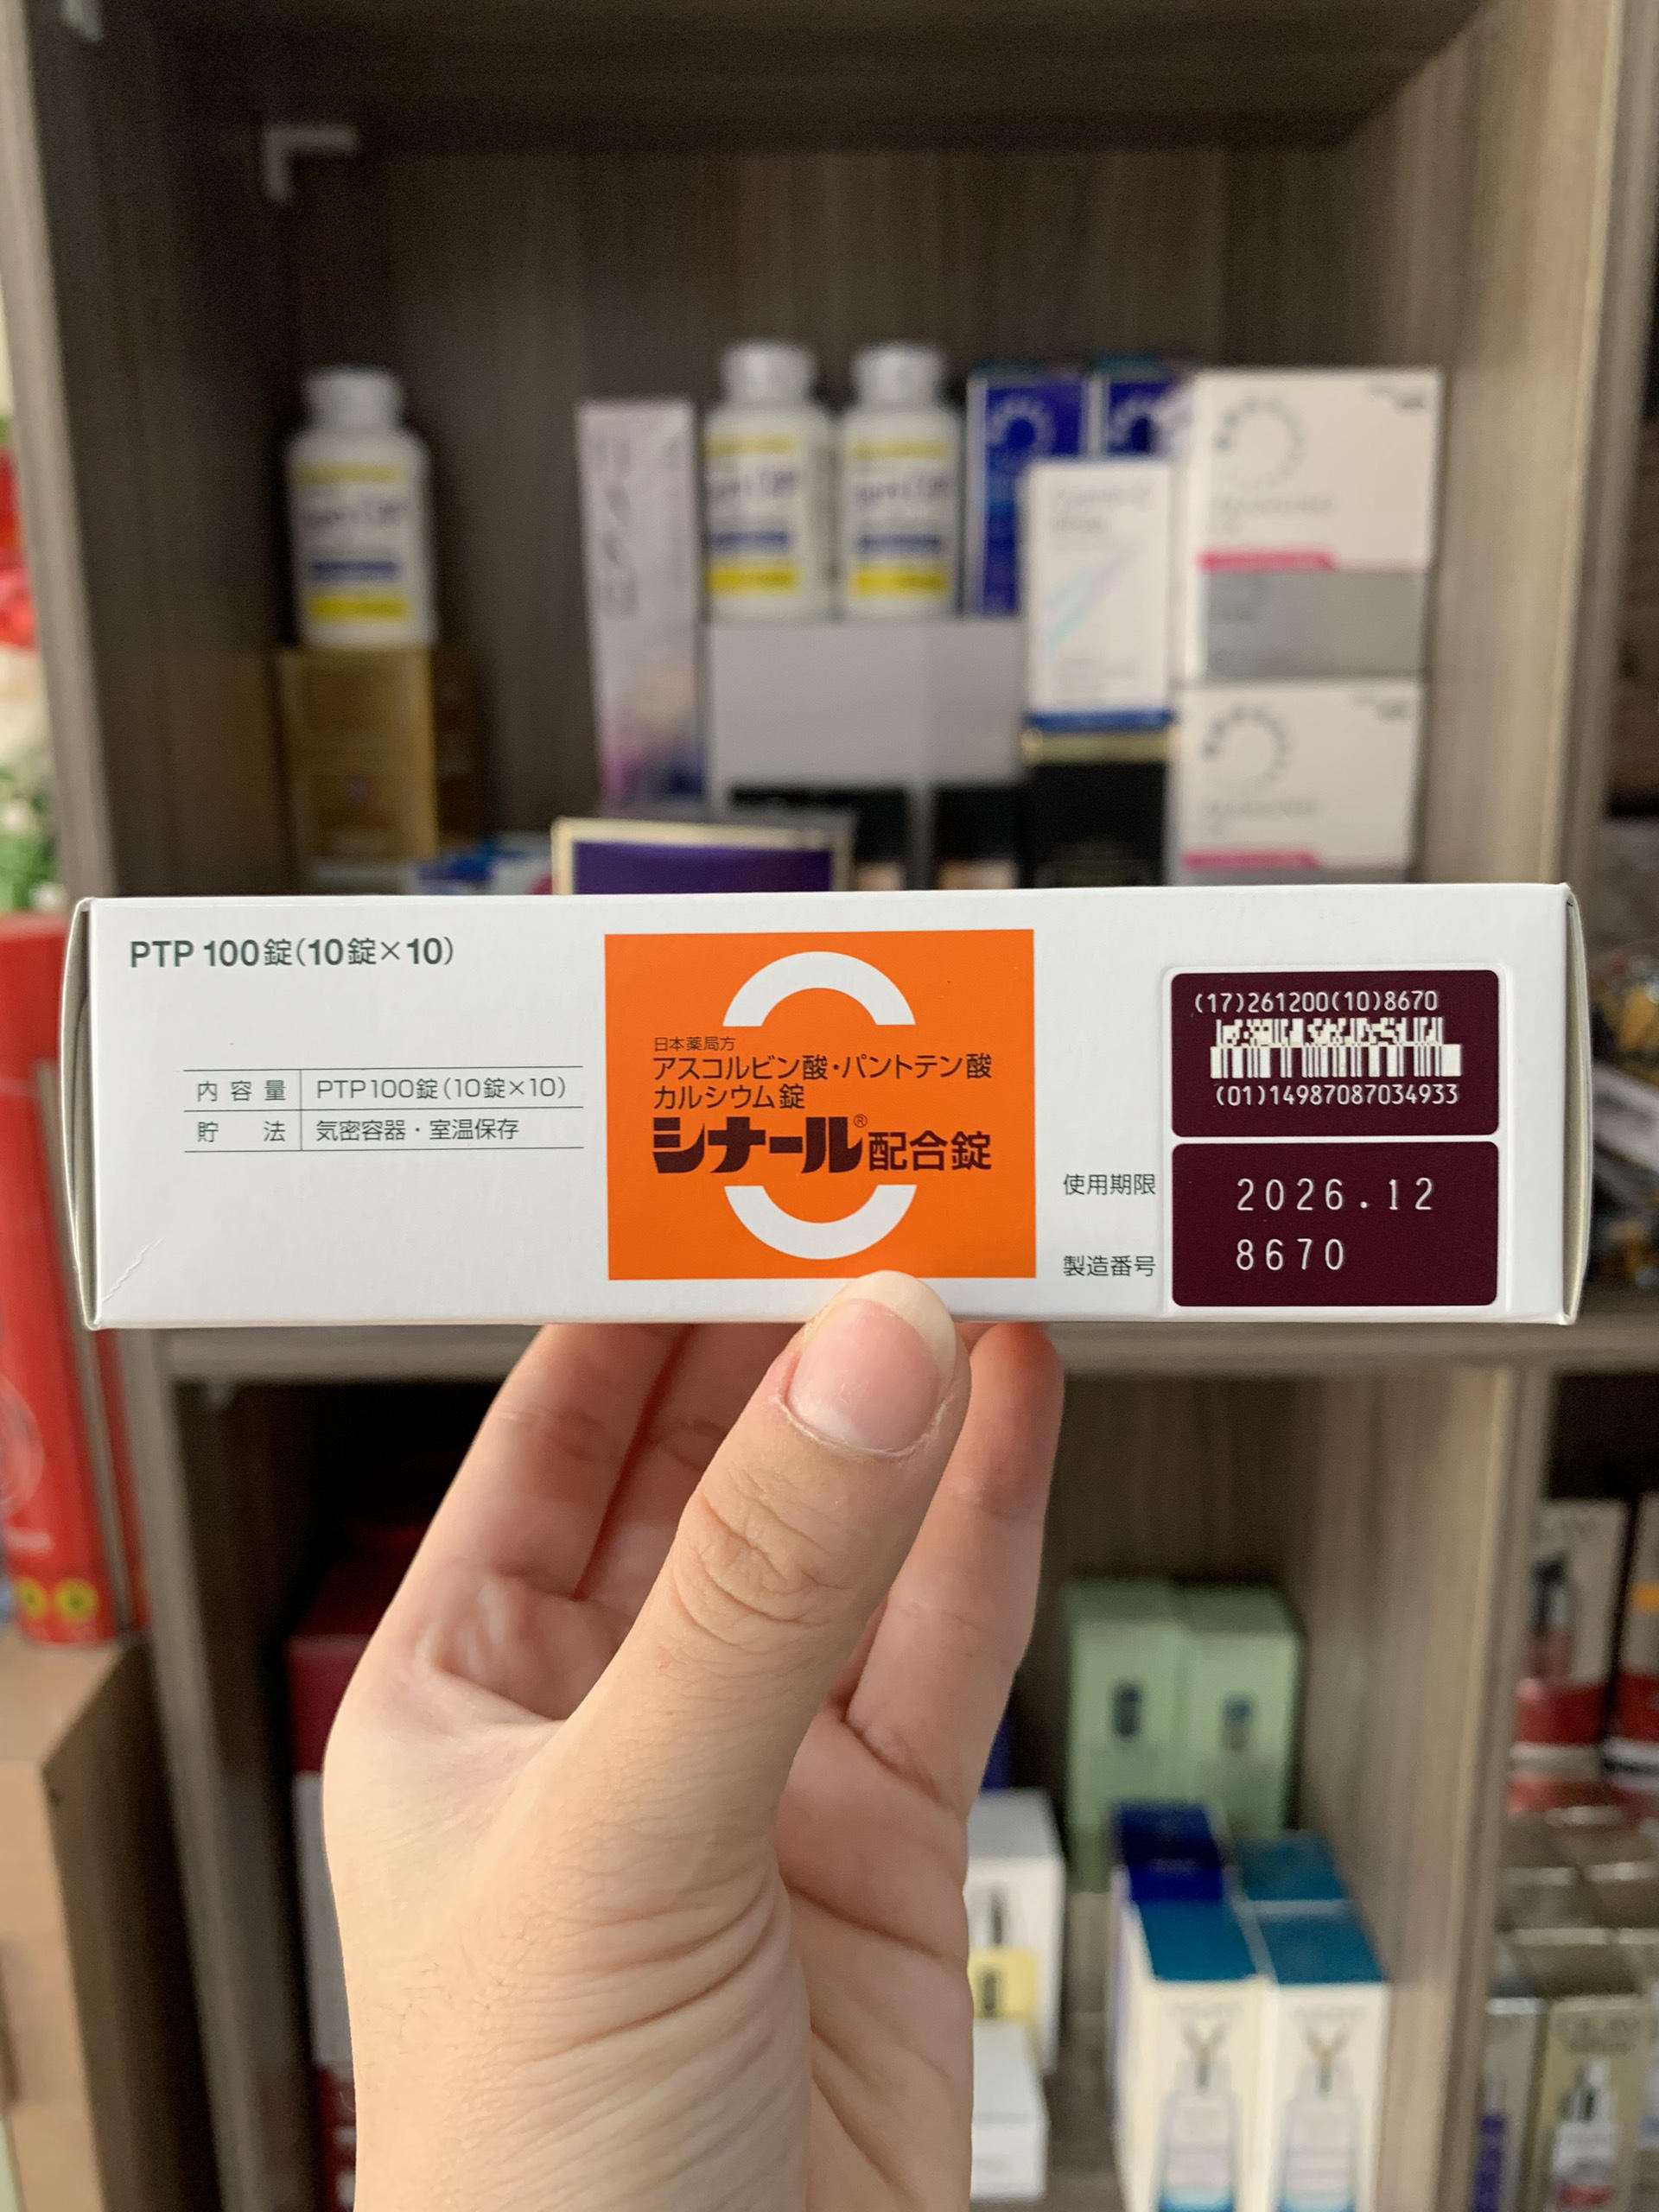 PTP 100錠(10錠×10)
内容量 PTP100錠(10錠×10)
貯法 気密容器・室温保存
日本薬局方
アスコルビン酸・パントテン酸
カルシウム錠
シナール®配合錠
(17)261200(10)8670
(01)14987087034933
使用期限 2026.12
製造番号 8670